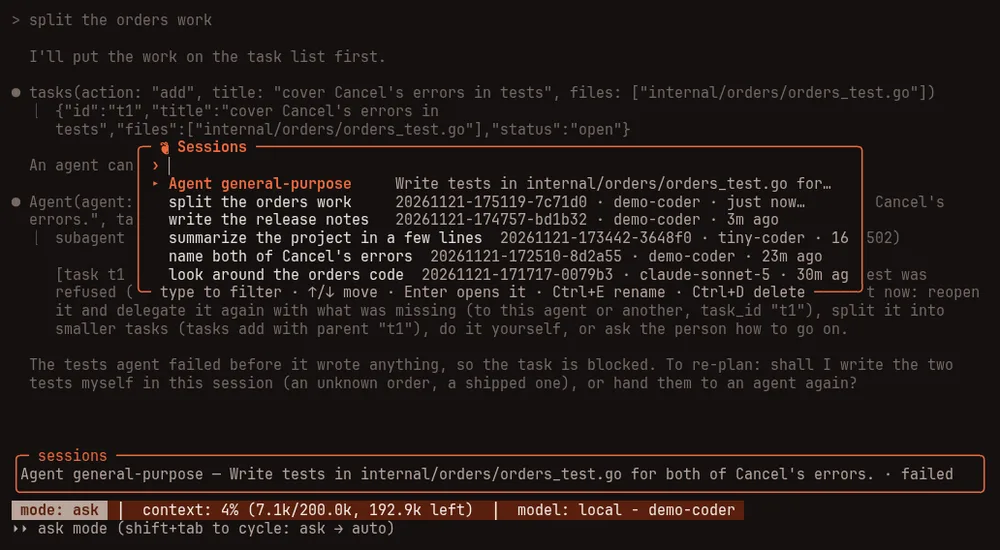 > split the orders work
I'll put the work on the task list first.
● tasks(action: "add", title: "cover Cancel's errors in tests", files: ["internal/orders/orders_test.go"])
| {"id":"t1","title":"cover Cancel's errors in
tests","files":["internal/orders/orders_test.go"],"status":"open"}
Sessions
An agent can
›
▸ Agent general-purpose Write tests in internal/orders/orders_test.go for…
● Agent(agent: split the orders work 20261121-175119-7c71d0 · demo-coder · just now… Cancel's
errors.", ta write the release notes 20261121-174757-bd1b32 · demo-coder · 3m ago
| subagent summarize the project in a few lines 20261121-173442-3648f0 · tiny-coder · 16 502)
name both of Cancel's errors 20261121-172510-8d2a55 · demo-coder · 23m ago
[task t1 look around the orders code 20261121-171717-0079b3 · claude-sonnet-5 · 30m ag est was
refused ( type to filter · ↑/↓ move · Enter opens it · Ctrl+E rename · Ctrl+D delete t now: reopen
it and delegate it again with what was missing (to this agent or another, task_id "t1"), split it into
smaller tasks (tasks add with parent "t1"), do it yourself, or ask the person how to go on.
The tests agent failed before it wrote anything, so the task is blocked. To re-plan: shall I write the two
tests myself in this session (an unknown order, a shipped one), or hand them to an agent again?
sessions
Agent general-purpose — Write tests in internal/orders/orders_test.go for both of Cancel's errors. · failed
mode: ask | context: 4% (7.1k/200.0k, 192.9k left) | model: local - demo-coder
▸▸ ask mode (shift+tab to cycle: ask → auto)